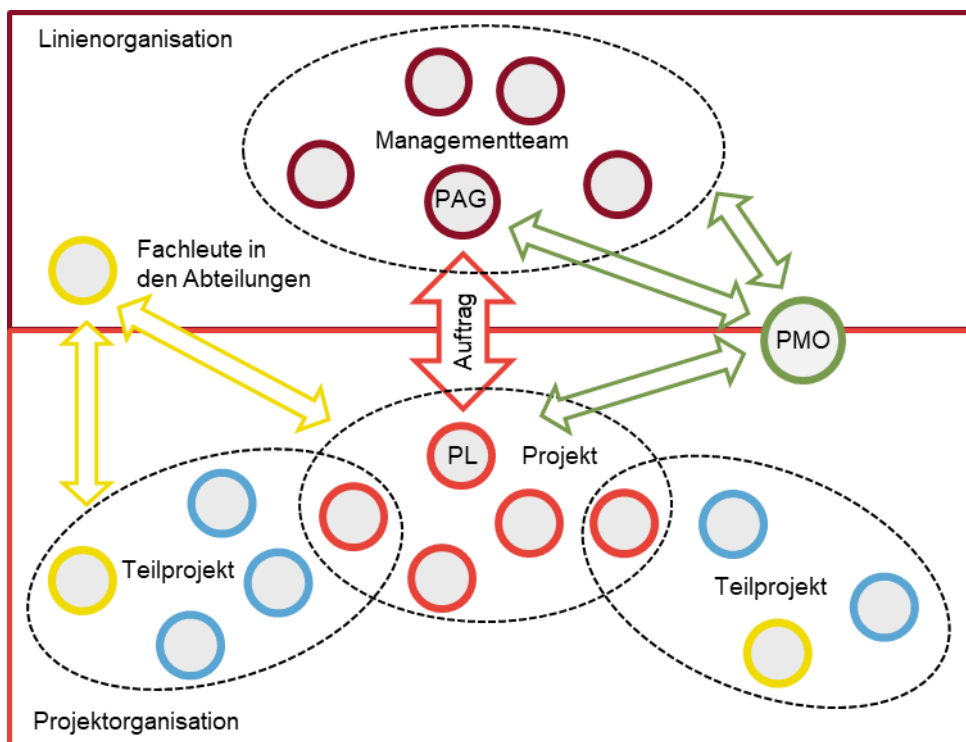 Linienorganisation
Managementteam
PAG
Fachleute in
den Abteilungen
Auftrag
PMO
PL
Projekt
Teilprojekt
Teilprojekt
Projektorganisation